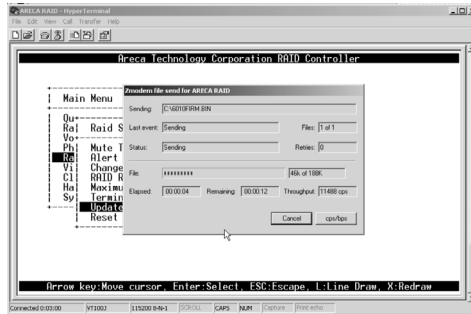 ARECA RAID - HyperTerminal
File Edit View Call Transfer Help
Areca Technology Corporation RAID Controller
Main Menu
Qu
Ra Raid S
Vo
Ph Mute T
Ra Alert
Vi Change
Cl RAID R
Ha Maximu
Sy Termin
Update
Reset
Zmodem file send for ARECA RAID
Sending: C:\6010FIRM.BIN
Last event: Sending Files: 1 of 1
Status: Sending Retries: 0
File: 46k of 188K
Elapsed: 00:00:04 Remaining: 00:00:12 Throughput: 11488 cps
Cancel cps/bps
Arrow key:Move cursor, Enter:Select, ESC:Escape, L:Line Draw, X:Redraw
Connected 0:03:00 VT100J 115200 8-N-1 SCROLL CAPS NUM Capture Print echo